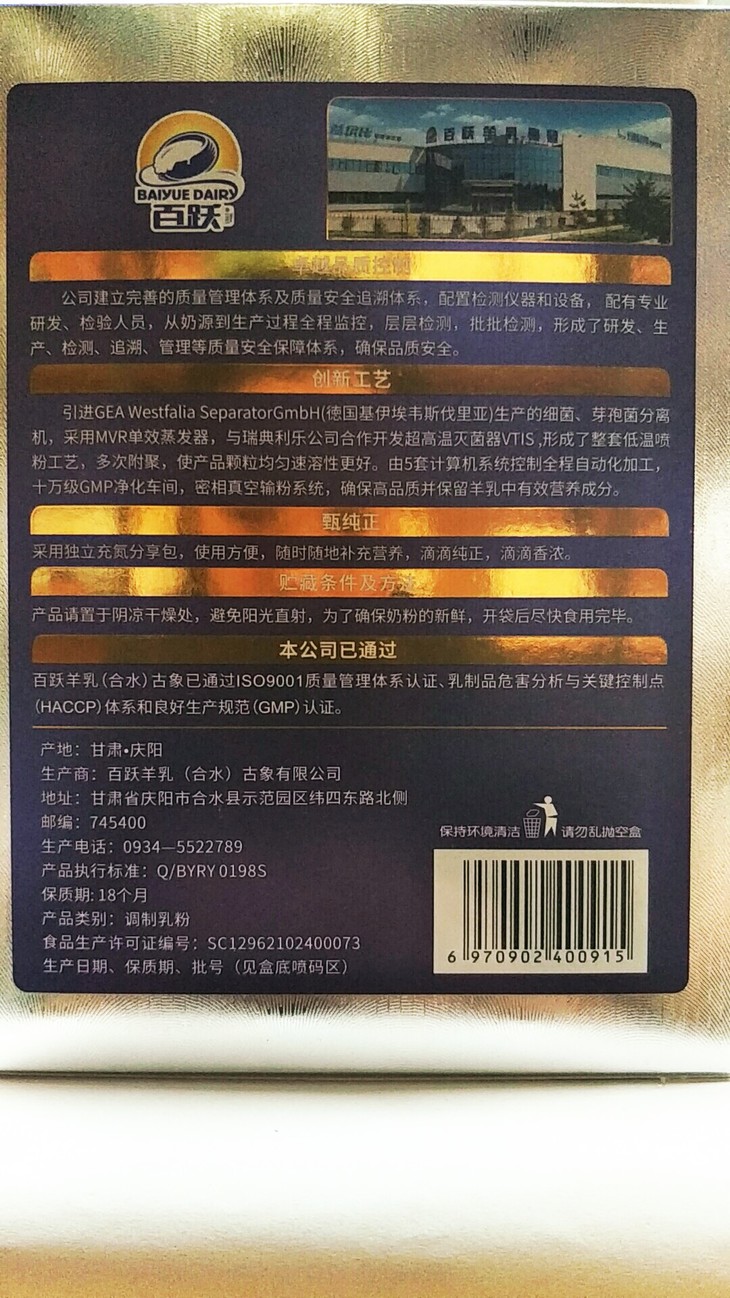 BAIYUE DAIRY
百跃
百跃羊乳集团
卓越品质控制
公司建立完善的质量管理体系及质量安全追溯体系，配置检测仪器和设备， 配有专业
研发、检验人员，从奶源到生产过程全程监控，层层检测，批批检测，形成了研发、生
产、检测、追溯、管理等质量安全保障体系，确保品质安全。
创新工艺
引进GEA Westfalia SeparatorGmbH(德国基伊埃韦斯伐里亚)生产的细菌、芽孢菌分离
机，采用MVR单效蒸发器，与瑞典利乐公司合作开发超高温灭菌器VTIS ,形成了整套低温喷
粉工艺，多次附聚，使产品颗粒均匀速溶性更好。由5套计算机系统控制全程自动化加工，
十万级GMP净化车间，密相真空输粉系统，确保高品质并保留羊乳中有效营养成分。
甄纯正
采用独立充氮分享包，使用方便，随时随地补充营养，滴滴纯正，滴滴香浓。
贮藏条件及方法
产品请置于阴凉干燥处，避免阳光直射，为了确保奶粉的新鲜，开袋后尽快食用完毕。
本公司已通过
百跃羊乳（合水）古象已通过ISO9001质量管理体系认证、乳制品危害分析与关键控制点
（HACCP）体系和良好生产规范（GMP）认证。
产地：甘肃•庆阳
生产商：百跃羊乳（合水）古象有限公司
地址：甘肃省庆阳市合水县示范园区纬四东路北侧
邮编：745400
生产电话：0934—5522789
产品执行标准：Q/BYRY 0198S
保质期: 18个月
产品类别：调制乳粉
食品生产许可证编号：SC12962102400073
生产日期、保质期、批号（见盒底喷码区）
保持环境清洁 请勿乱抛空盒
6 970902 400915